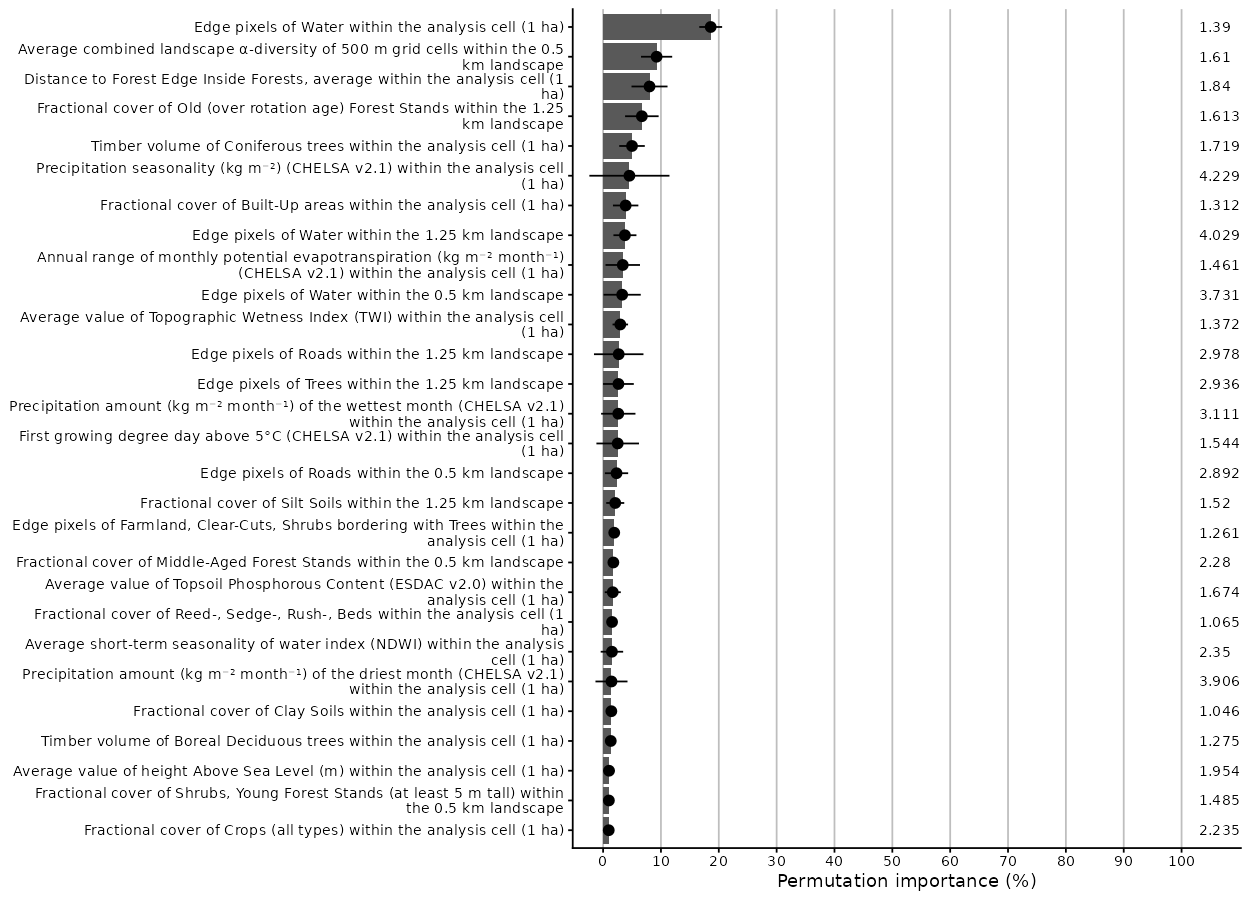 Edge pixels of Water within the analysis cell (1 ha)
1.39
Average combined landscape α-diversity of 500 m grid cells within the 0.5
km landscape
1.61
Distance to Forest Edge Inside Forests, average within the analysis cell (1
ha)
1.84
Fractional cover of Old (over rotation age) Forest Stands within the 1.25
km landscape
1.613
Timber volume of Coniferous trees within the analysis cell (1 ha)
1.719
Precipitation seasonality (kg m⁻²) (CHELSA v2.1) within the analysis cell
(1 ha)
4.229
Fractional cover of Built-Up areas within the analysis cell (1 ha)
1.312
Edge pixels of Water within the 1.25 km landscape
4.029
Annual range of monthly potential evapotranspiration (kg m⁻² month⁻¹)
(CHELSA v2.1) within the analysis cell (1 ha)
1.461
Edge pixels of Water within the 0.5 km landscape
3.731
Average value of Topographic Wetness Index (TWI) within the analysis cell
(1 ha)
1.372
Edge pixels of Roads within the 1.25 km landscape
2.978
Edge pixels of Trees within the 1.25 km landscape
2.936
Precipitation amount (kg m⁻² month⁻¹) of the wettest month (CHELSA v2.1)
within the analysis cell (1 ha)
3.111
First growing degree day above 5°C (CHELSA v2.1) within the analysis cell
(1 ha)
1.544
Edge pixels of Roads within the 0.5 km landscape
2.892
Fractional cover of Silt Soils within the 1.25 km landscape
1.52
Edge pixels of Farmland, Clear-Cuts, Shrubs bordering with Trees within the
analysis cell (1 ha)
1.261
Fractional cover of Middle-Aged Forest Stands within the 0.5 km landscape
2.28
Average value of Topsoil Phosphorous Content (ESDAC v2.0) within the
analysis cell (1 ha)
1.674
Fractional cover of Reed-, Sedge-, Rush-, Beds within the analysis cell (1
ha)
1.065
Average short-term seasonality of water index (NDWI) within the analysis
cell (1 ha)
2.35
Precipitation amount (kg m⁻² month⁻¹) of the driest month (CHELSA v2.1)
within the analysis cell (1 ha)
3.906
Fractional cover of Clay Soils within the analysis cell (1 ha)
1.046
Timber volume of Boreal Deciduous trees within the analysis cell (1 ha)
1.275
Average value of height Above Sea Level (m) within the analysis cell (1 ha)
1.954
Fractional cover of Shrubs, Young Forest Stands (at least 5 m tall) within
the 0.5 km landscape
1.485
Fractional cover of Crops (all types) within the analysis cell (1 ha)
2.235
0 10 20 30 40 50 60 70 80 90 100
Permutation importance (%)